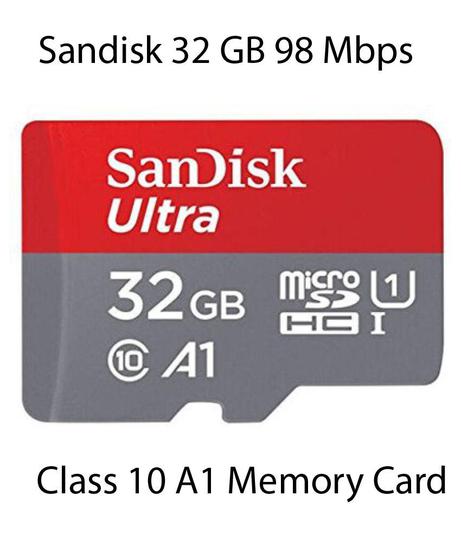 Sandisk 32 GB 98 Mbps
SanDisk
Ultra
32GB
micro
SD
HC I
U1
10 A1
Class 10 A1 Memory Card